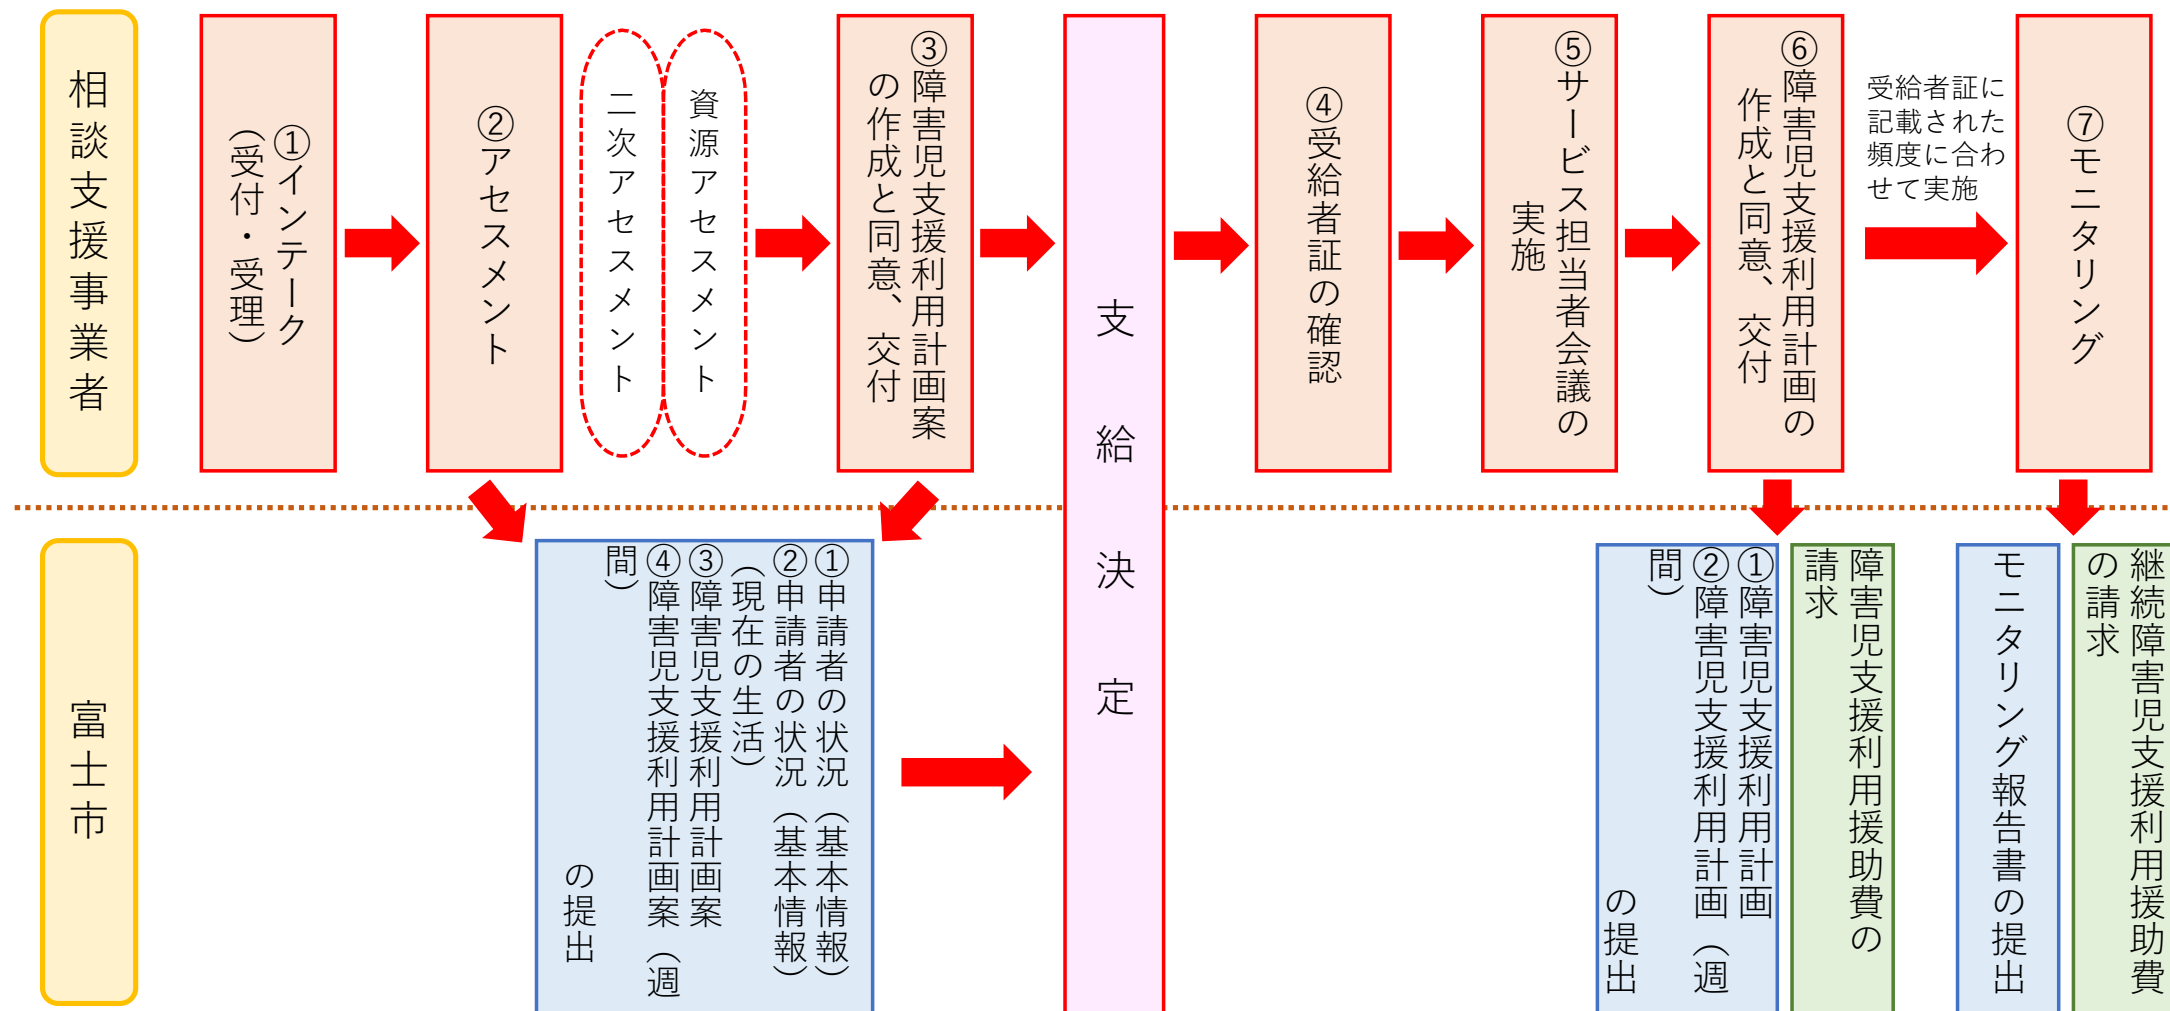 相談支援事業者
①インテーク
（受付・受理）
②アセスメント
二次アセスメント
資源アセスメント
③障害児支援利用計画案
の作成と同意、交付
支給決定
④受給者証の確認
⑤サービス担当者会議の
実施
⑥障害児支援利用計画の
作成と同意、交付
受給者証に
記載された
頻度に合わ
せて実施
⑦モニタリング
富士市
①申請者の状況（基本情報）
②申請者の状況（基本情報）
（現在の生活）
③障害児支援利用計画案
④障害児支援利用計画案（週
間）
の提出
①障害児支援利用計画
②障害児支援利用計画（週
間）
の提出
障害児支援利用援助費の
請求
モニタリング報告書の提出
継続障害児支援利用援助費
の請求